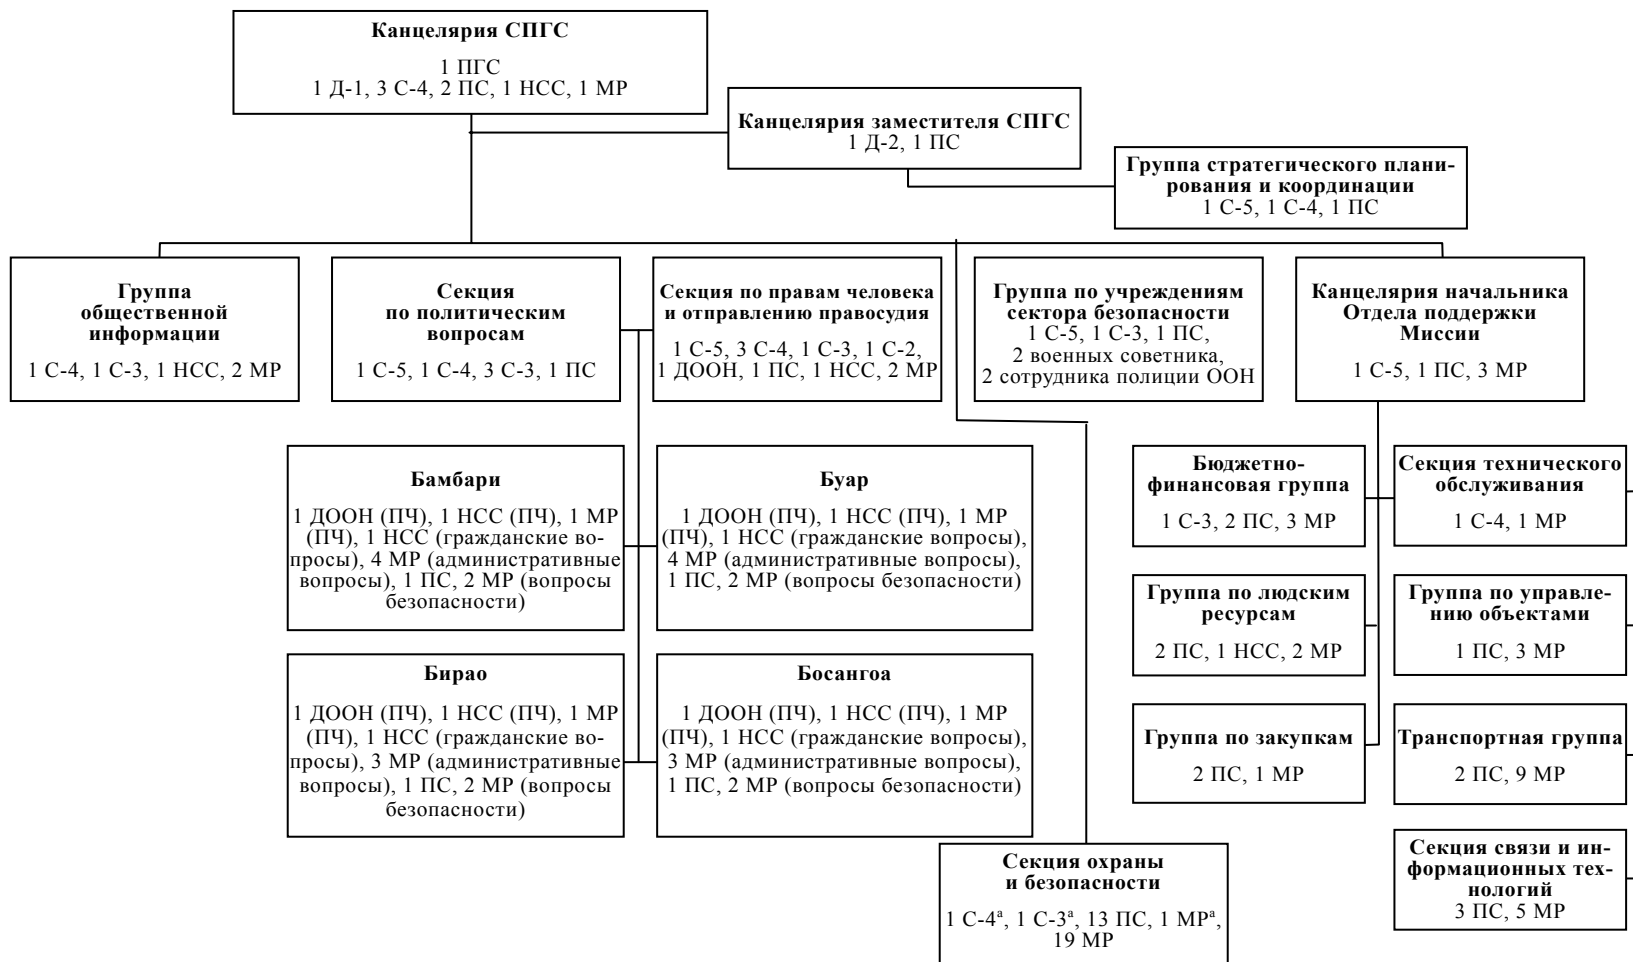 Канцелярия СПГС
1 ПГС
1 Д-1, 3 С-4, 2 ПС, 1 НСС, 1 МР
Канцелярия заместителя СПГС
1 Д-2, 1 ПС
Группа стратегического плани-
рования и координации
1 С-5, 1 С-4, 1 ПС
Группа
общественной
информации
1 С-4, 1 С-3, 1 НСС, 2 МР
Секция
по политическим
вопросам
1 С-5, 1 С-4, 3 С-3, 1 ПС
Секция по правам человека
и отправлению правосудия
1 С-5, 3 С-4, 1 С-3, 1 С-2,
1 ДООН, 1 ПС, 1 НСС, 2 МР
Группа по учреждениям
сектора безопасности
1 С-5, 1 С-3, 1 ПС,
2 военных советника,
2 сотрудника полиции ООН
Канцелярия начальника
Отдела поддержки
Миссии
1 С-5, 1 ПС, 3 МР
Бамбари
1 ДООН (ПЧ), 1 НСС (ПЧ), 1 МР
(ПЧ), 1 НСС (гражданские во-
просы), 4 МР (административные
вопросы), 1 ПС, 2 МР (вопросы
безопасности)
Буар
1 ДООН (ПЧ), 1 НСС (ПЧ), 1 МР
(ПЧ), 1 НСС (гражданские вопросы),
4 МР (административные вопросы),
1 ПС, 2 МР (вопросы безопасности)
Бюджетно-
финансовая группа
1 С-3, 2 ПС, 3 МР
Секция технического
обслуживания
1 С-4, 1 МР
Группа по людским
ресурсам
2 ПС, 1 НСС, 2 МР
Группа по управле-
нию объектами
1 ПС, 3 МР
Бирао
1 ДООН (ПЧ), 1 НСС (ПЧ), 1 МР
(ПЧ), 1 НСС (гражданские во-
просы), 3 МР (административные
вопросы), 1 ПС, 2 МР (вопросы
безопасности)
Босангоа
1 ДООН (ПЧ), 1 НСС (ПЧ), 1 МР
(ПЧ), 1 НСС (гражданские вопросы),
3 МР (административные вопросы),
1 ПС, 2 МР (вопросы безопасности)
Группа по закупкам
2 ПС, 1 МР
Транспортная группа
2 ПС, 9 МР
Секция охраны
и безопасности
1 С-4ᵃ, 1 С-3ᵃ, 13 ПС, 1 МРᵃ,
19 МР
Секция связи и ин-
формационных тех-
нологий
3 ПС, 5 МР